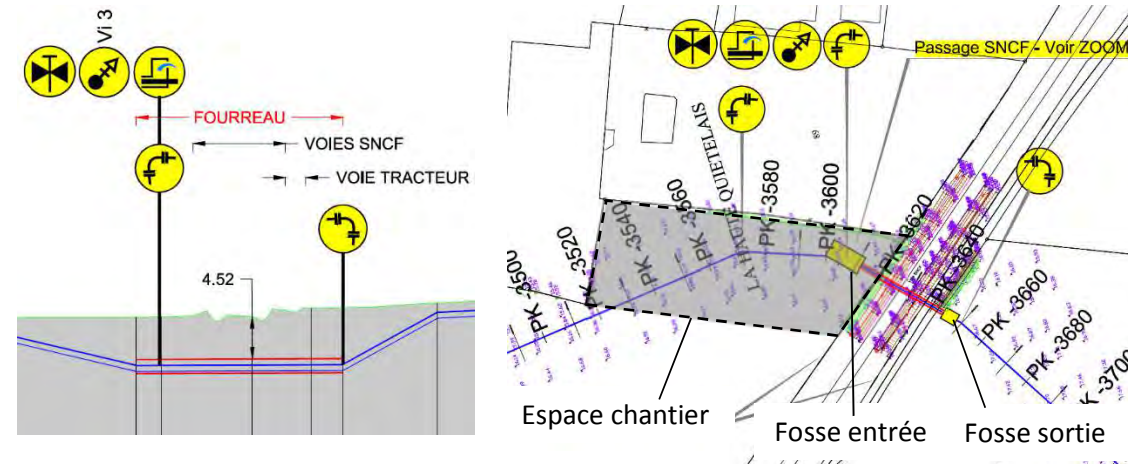 Vi 3
FOURREAU
VOIES SNCF
VOIE TRACTEUR
4.52
Passage SNCF - Voir ZOOM
LA HAUTE QUIETELAIS
68
PK -3500
PK -3520
PK -3540
PK -3560
PK -3580
PK -3600
PK -3620
PK -3640
PK -3660
PK -3680
K -3700
Espace chantier
Fosse entrée
Fosse sortie